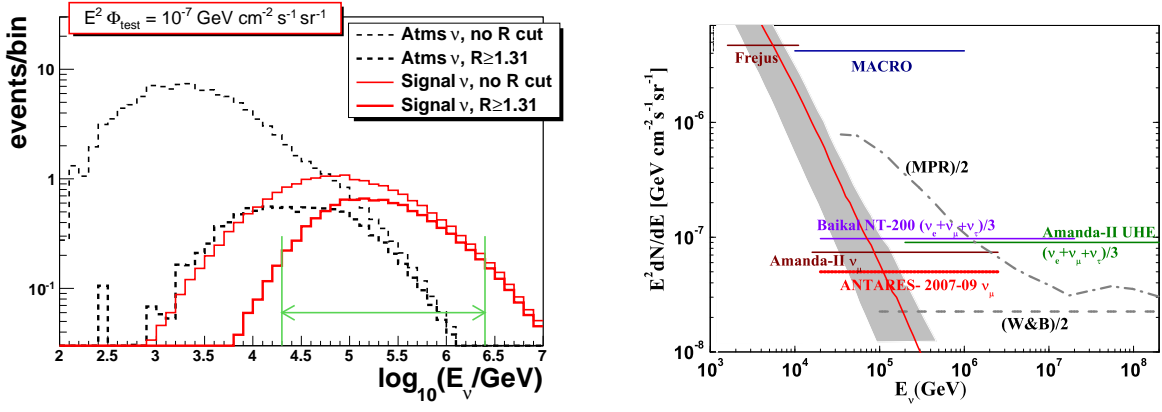 E² Φtest = 10⁻⁷ GeV cm⁻² s⁻¹ sr⁻¹
Atms ν, no R cut
Atms ν, R≥1.31
Signal ν, no R cut
Signal ν, R≥1.31
events/bin
10
1
10⁻¹
2 2.5 3 3.5 4 4.5 5 5.5 6 6.5 7
log₁₀(Eν/GeV)
E²dN/dE [GeV cm⁻²s⁻¹sr⁻¹]
10⁻⁶
10⁻⁷
10⁻⁸
Frejus
MACRO
(MPR)/2
Baikal NT-200 (νₑ+νμ+ντ)/3
Amanda-II UHE
(νₑ+νμ+ντ)/3
Amanda-II νμ
ANTARES- 2007-09 νμ
(W&B)/2
10³ 10⁴ 10⁵ 10⁶ 10⁷ 10⁸
Eν(GeV)